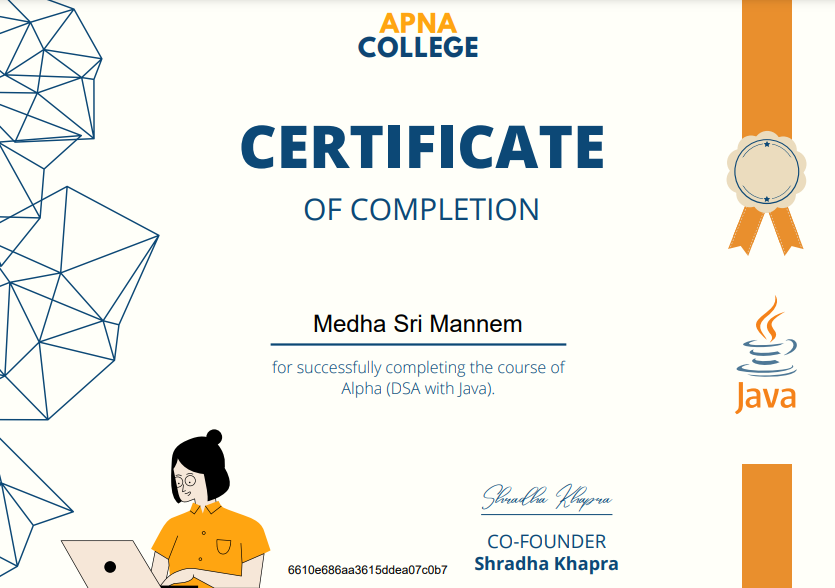 APNA
COLLEGE
CERTIFICATE
OF COMPLETION
Medha Sri Mannem
for successfully completing the course of
Alpha (DSA with Java).
Java
Shradha Khapra
CO-FOUNDER
Shradha Khapra
6610e686aa3615ddea07c0b7